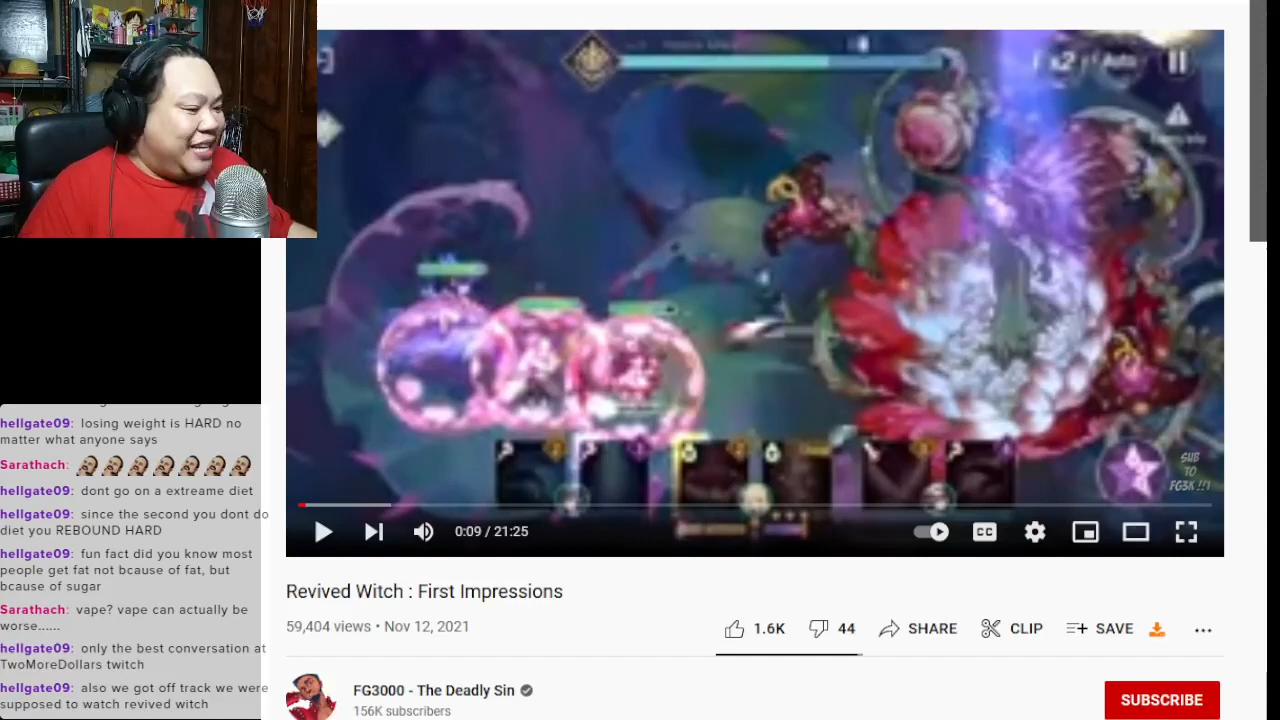 x2
Auto
SUB
TO
FG3K !!!
0:09 / 21:25
CC
Revived Witch : First Impressions
59,404 views • Nov 12, 2021
1.6K
44
SHARE
CLIP
SAVE
FG3000 - The Deadly Sin
156K subscribers
SUBSCRIBE
hellgate09: losing weight is HARD no
matter what anyone says
Sarathach:
hellgate09: dont go on a extreame diet
hellgate09: since the second you dont do
diet you REBOUND HARD
hellgate09: fun fact did you know most
people get fat not bcause of fat, but
bcause of sugar
Sarathach: vape? vape can actually be
worse......
hellgate09: only the best conversation at
TwoMoreDollars twitch
hellgate09: also we got off track we were
supposed to watch revived witch